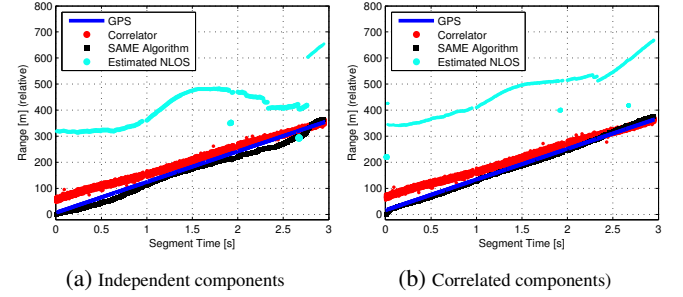 800
700
600
500
400
300
200
100
0
Range [m] (relative)
GPS
Correlator
SAME Algorithm
Estimated NLOS
0 0.5 1 1.5 2 2.5 3
Segment Time [s]
(a) Independent components
800
700
600
500
400
300
200
100
0
Range [m] (relative)
GPS
Correlator
SAME Algorithm
Estimated NLOS
0 0.5 1 1.5 2 2.5 3
Segment Time [s]
(b) Correlated components)